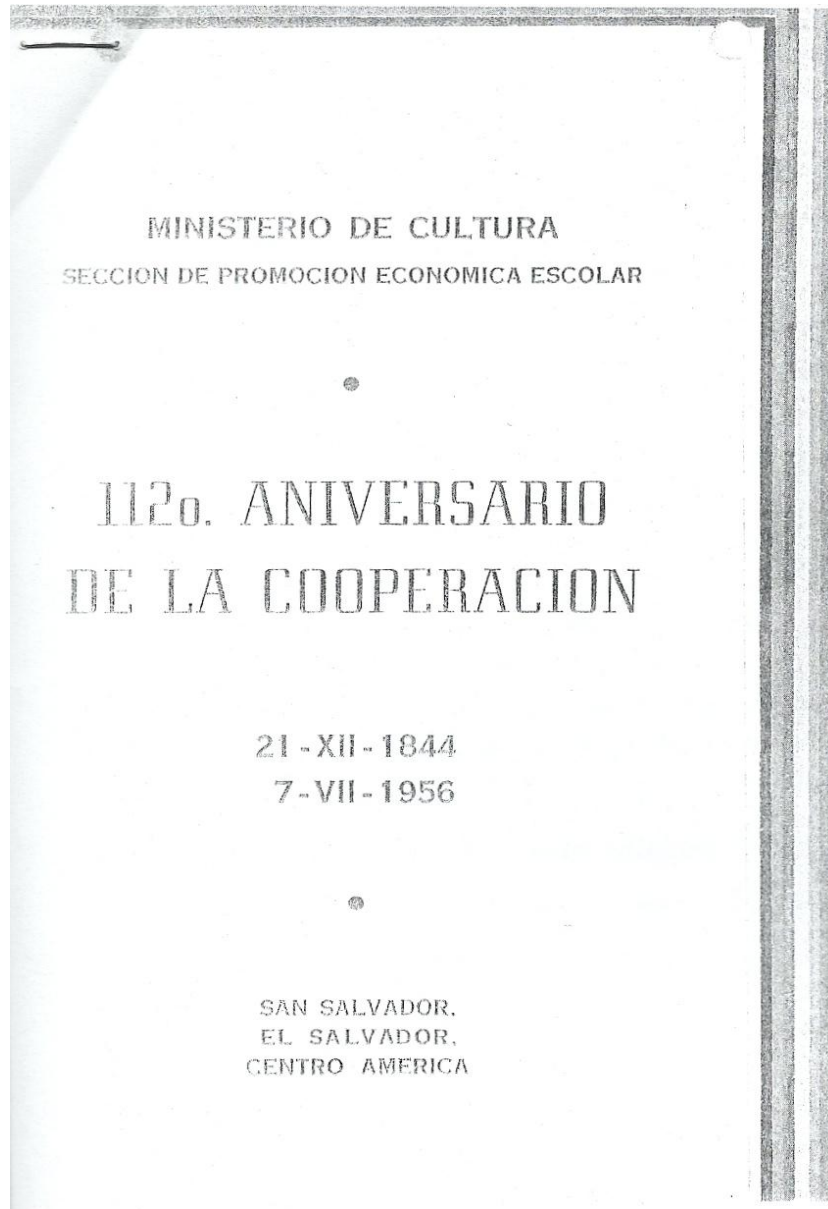 MINISTERIO DE CULTURA
SECCION DE PROMOCION ECONOMICA ESCOLAR
112o. ANIVERSARIO
DE LA COOPERACION
21-XII-1844
7-VII-1956
SAN SALVADOR,
EL SALVADOR,
CENTRO AMERICA